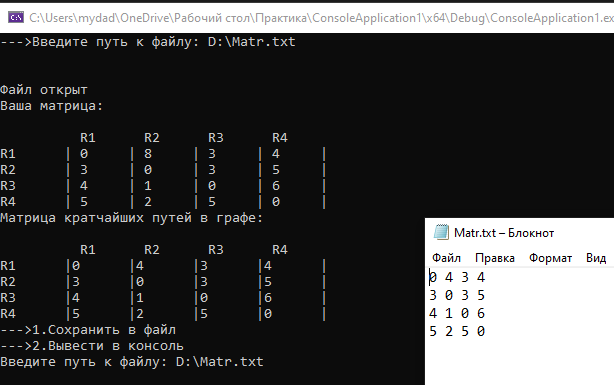 C:\Users\mydad\OneDrive\Рабочий стол\Практика\ConsoleApplication1\x64\Debug\ConsoleApplication1.ex
--->Введите путь к файлу: D:\Matr.txt
Файл открыт
Ваша матрица:
R1 R2 R3 R4
R1 | 0 | 8 | 3 | 4 |
R2 | 3 | 0 | 3 | 5 |
R3 | 4 | 1 | 0 | 6 |
R4 | 5 | 2 | 5 | 0 |
Матрица кратчайших путей в графе:
R1 R2 R3 R4
R1 |0 |4 |3 |4 |
R2 |3 |0 |3 |5 |
R3 |4 |1 |0 |6 |
R4 |5 |2 |5 |0 |
--->1.Сохранить в файл
--->2.Вывести в консоль
Введите путь к файлу: D:\Matr.txt
Matr.txt – Блокнот
Файл Правка Формат Вид
0 4 3 4
3 0 3 5
4 1 0 6
5 2 5 0